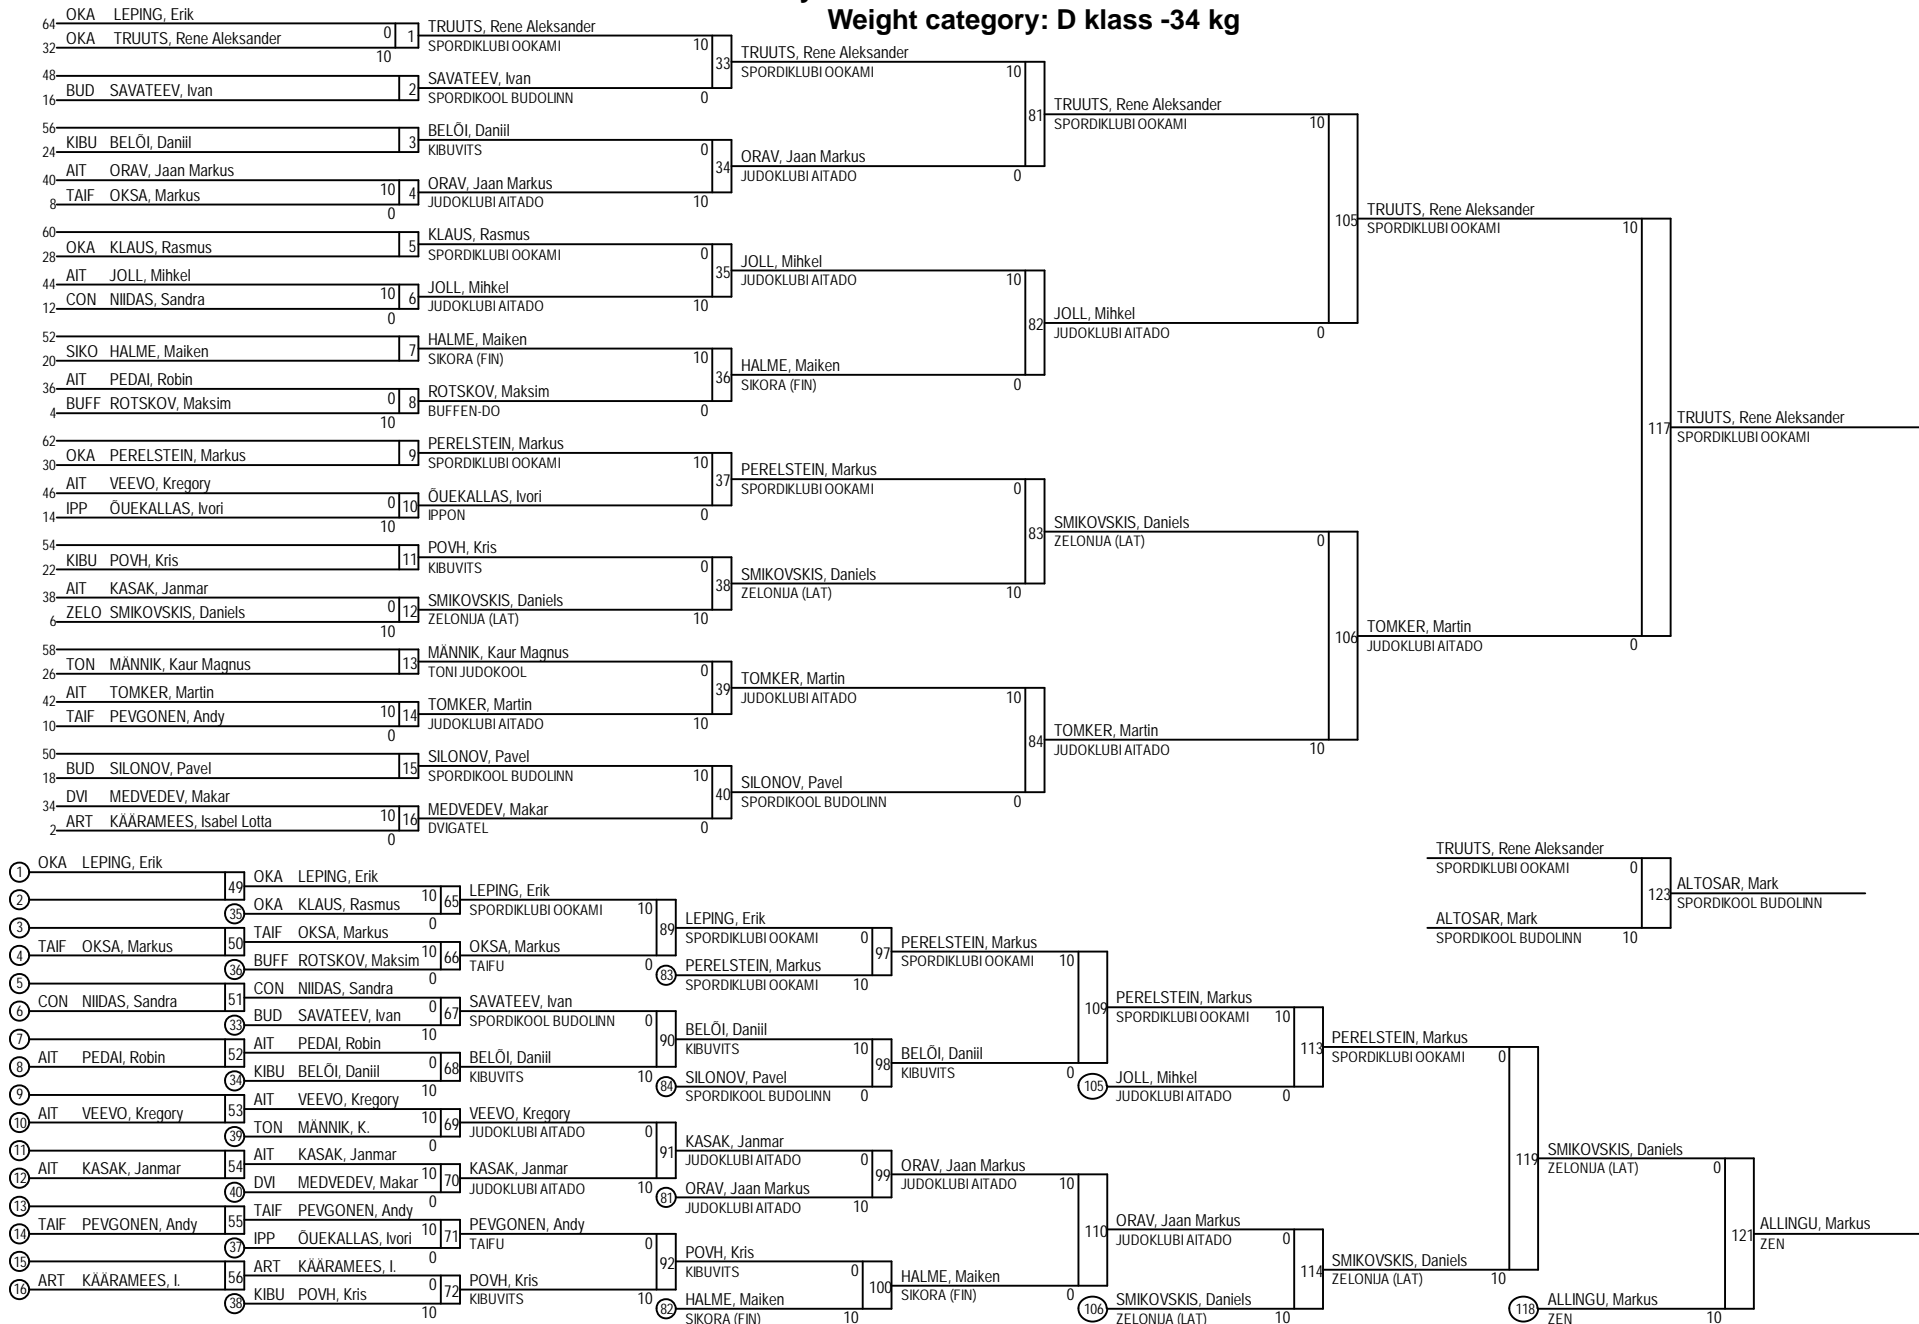 y
Weight category: D klass -34 kg
64 OKA LEPING, Erik
32 OKA TRUUTS, Rene Aleksander 0 1
10
TRUUTS, Rene Aleksander
SPORDIKLUBI OOKAMI 10
48
16 BUD SAVATEEV, Ivan 2
SAVATEEV, Ivan
SPORDIKOOL BUDOLINN 0
33
TRUUTS, Rene Aleksander
SPORDIKLUBI OOKAMI 10
56
24 KIBU BELÕI, Daniil 3
BELÕI, Daniil
KIBUVITS 0
40 AIT ORAV, Jaan Markus
8 TAIF OKSA, Markus 10 4
0
ORAV, Jaan Markus
JUDOKLUBI AITADO 10
34
ORAV, Jaan Markus
JUDOKLUBI AITADO 0
81
TRUUTS, Rene Aleksander
SPORDIKLUBI OOKAMI 10
60
28 OKA KLAUS, Rasmus 5
KLAUS, Rasmus
SPORDIKLUBI OOKAMI 0
44 AIT JOLL, Mihkel
12 CON NIIDAS, Sandra 10 6
0
JOLL, Mihkel
JUDOKLUBI AITADO 10
35
JOLL, Mihkel
JUDOKLUBI AITADO 10
52
20 SIKO HALME, Maiken 7
HALME, Maiken
SIKORA (FIN) 10
36 AIT PEDAI, Robin
4 BUFF ROTSKOV, Maksim 0 8
10
ROTSKOV, Maksim
BUFFEN-DO 0
36
HALME, Maiken
SIKORA (FIN) 0
82
JOLL, Mihkel
JUDOKLUBI AITADO 0
105
TRUUTS, Rene Aleksander
SPORDIKLUBI OOKAMI 10
62
30 OKA PERELSTEIN, Markus 9
PERELSTEIN, Markus
SPORDIKLUBI OOKAMI 10
46 AIT VEEVO, Kregory
14 IPP ÕUEKALLAS, Ivori 0 10
10
ÕUEKALLAS, Ivori
IPPON 0
37
PERELSTEIN, Markus
SPORDIKLUBI OOKAMI 0
54
22 KIBU POVH, Kris 11
POVH, Kris
KIBUVITS 0
38 AIT KASAK, Janmar
6 ZELO SMIKOVSKIS, Daniels 0 12
10
SMIKOVSKIS, Daniels
ZELONIJA (LAT) 10
38
SMIKOVSKIS, Daniels
ZELONIJA (LAT) 10
83
SMIKOVSKIS, Daniels
ZELONIJA (LAT) 0
58
26 TON MÄNNIK, Kaur Magnus 13
MÄNNIK, Kaur Magnus
TONI JUDOKOOL 0
42 AIT TOMKER, Martin
10 TAIF PEVGONEN, Andy 10 14
0
TOMKER, Martin
JUDOKLUBI AITADO 10
39
TOMKER, Martin
JUDOKLUBI AITADO 10
50
18 BUD SILONOV, Pavel 15
SILONOV, Pavel
SPORDIKOOL BUDOLINN 10
34 DVI MEDVEDEV, Makar
2 ART KÄÄRAMEES, Isabel Lotta 10 16
0
MEDVEDEV, Makar
DVIGATEL 0
40
SILONOV, Pavel
SPORDIKOOL BUDOLINN 0
84
TOMKER, Martin
JUDOKLUBI AITADO 10
106
TOMKER, Martin
JUDOKLUBI AITADO 0
117
TRUUTS, Rene Aleksander
SPORDIKLUBI OOKAMI
TRUUTS, Rene Aleksander
SPORDIKLUBI OOKAMI 0
ALTOSAR, Mark
SPORDIKOOL BUDOLINN 10
123
ALTOSAR, Mark
SPORDIKOOL BUDOLINN
1 OKA LEPING, Erik
2
49 OKA LEPING, Erik
35 OKA KLAUS, Rasmus 10 65
0
LEPING, Erik
SPORDIKLUBI OOKAMI 10
3
4 TAIF OKSA, Markus
50 TAIF OKSA, Markus
36 BUFF ROTSKOV, Maksim 10 66
0
OKSA, Markus
TAIFU 0
89
LEPING, Erik
SPORDIKLUBI OOKAMI 0
83 PERELSTEIN, Markus
SPORDIKLUBI OOKAMI 10
97
PERELSTEIN, Markus
SPORDIKLUBI OOKAMI 10
5
6 CON NIIDAS, Sandra
51 CON NIIDAS, Sandra
33 BUD SAVATEEV, Ivan 0 67
10
SAVATEEV, Ivan
SPORDIKOOL BUDOLINN 0
7
8 AIT PEDAI, Robin
52 AIT PEDAI, Robin
34 KIBU BELÕI, Daniil 0 68
10
BELÕI, Daniil
KIBUVITS 10
90
BELÕI, Daniil
KIBUVITS 10
84 SILONOV, Pavel
SPORDIKOOL BUDOLINN 0
98
BELÕI, Daniil
KIBUVITS 0
109
PERELSTEIN, Markus
SPORDIKLUBI OOKAMI 10
105 JOLL, Mihkel
JUDOKLUBI AITADO 0
113
PERELSTEIN, Markus
SPORDIKLUBI OOKAMI 0
9
10 AIT VEEVO, Kregory
53 AIT VEEVO, Kregory
39 TON MÄNNIK, K. 10 69
0
VEEVO, Kregory
JUDOKLUBI AITADO 0
11
12 AIT KASAK, Janmar
54 AIT KASAK, Janmar
40 DVI MEDVEDEV, Makar 10 70
0
KASAK, Janmar
JUDOKLUBI AITADO 10
91
KASAK, Janmar
JUDOKLUBI AITADO 0
81 ORAV, Jaan Markus
JUDOKLUBI AITADO 10
99
ORAV, Jaan Markus
JUDOKLUBI AITADO 10
13
14 TAIF PEVGONEN, Andy
55 TAIF PEVGONEN, Andy
37 IPP ÕUEKALLAS, Ivori 10 71
0
PEVGONEN, Andy
TAIFU 0
15
16 ART KÄÄRAMEES, I.
56 ART KÄÄRAMEES, I.
38 KIBU POVH, Kris 0 72
10
POVH, Kris
KIBUVITS 10
92
POVH, Kris
KIBUVITS 0
82 HALME, Maiken
SIKORA (FIN) 10
100
HALME, Maiken
SIKORA (FIN) 0
110
ORAV, Jaan Markus
JUDOKLUBI AITADO 0
106 SMIKOVSKIS, Daniels
ZELONIJA (LAT) 10
114
SMIKOVSKIS, Daniels
ZELONIJA (LAT) 10
119
SMIKOVSKIS, Daniels
ZELONIJA (LAT) 0
118 ALLINGU, Markus
ZEN 10
121
ALLINGU, Markus
ZEN